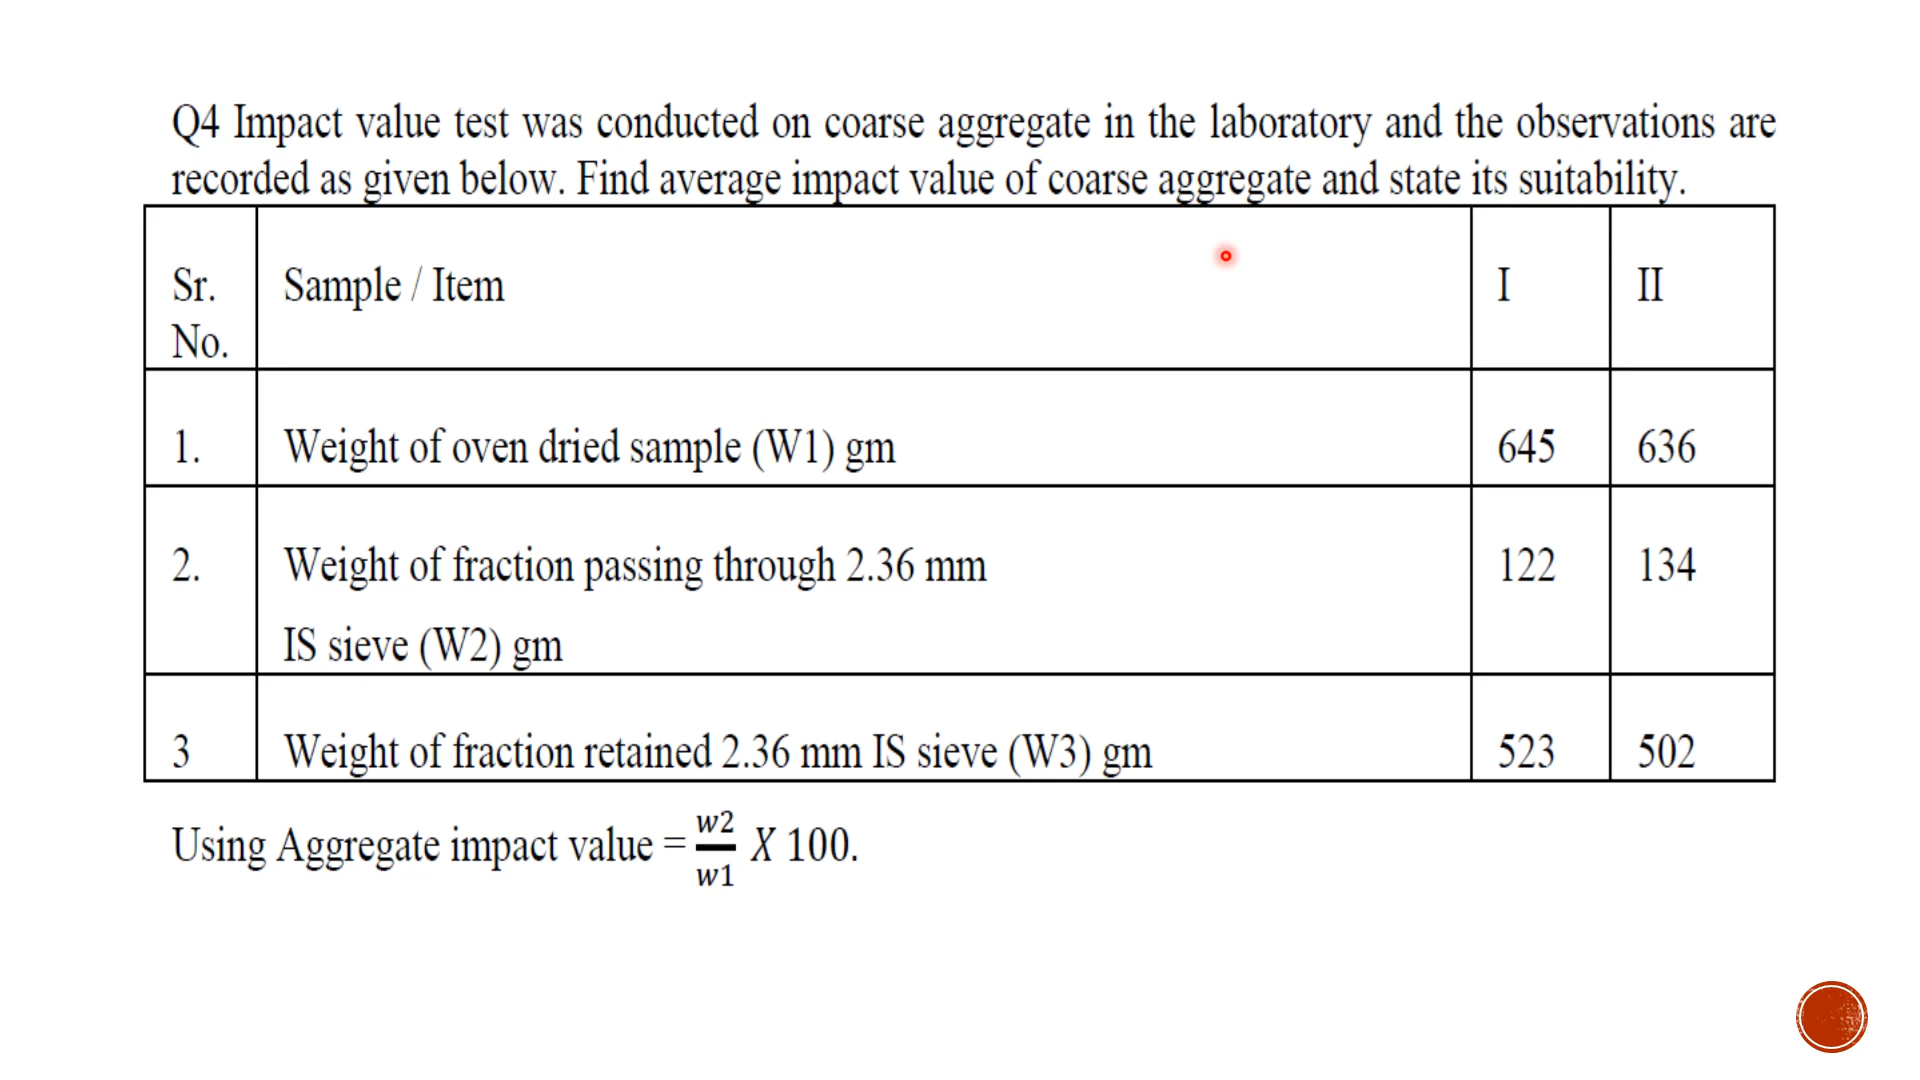 Q4 Impact value test was conducted on coarse aggregate in the laboratory and the observations are
recorded as given below. Find average impact value of coarse aggregate and state its suitability.
Sr. No. Sample / Item I II
1. Weight of oven dried sample (W1) gm 645 636
2. Weight of fraction passing through 2.36 mm 122 134
IS sieve (W2) gm
3 Weight of fraction retained 2.36 mm IS sieve (W3) gm 523 502
Using Aggregate impact value = w2/w1 X 100.